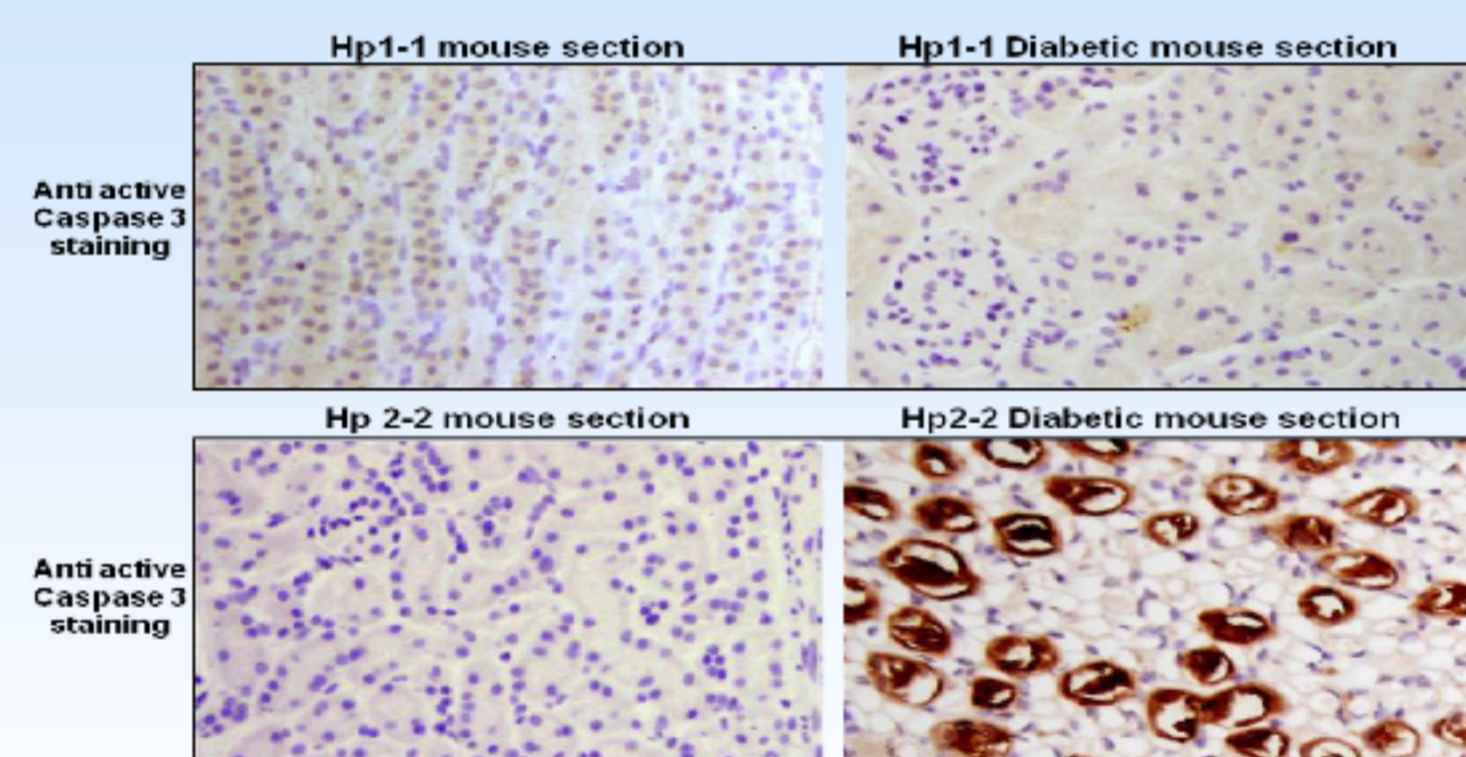 Hp1-1 mouse section
Hp1-1 Diabetic mouse section
Anti active
Caspase 3
staining
Hp 2-2 mouse section
Hp2-2 Diabetic mouse section
Anti active
Caspase 3
staining